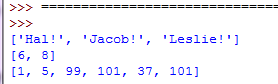 >>> ================================
>>>
['Hal!', 'Jacob!', 'Leslie!']
[6, 8]
[1, 5, 99, 101, 37, 101]